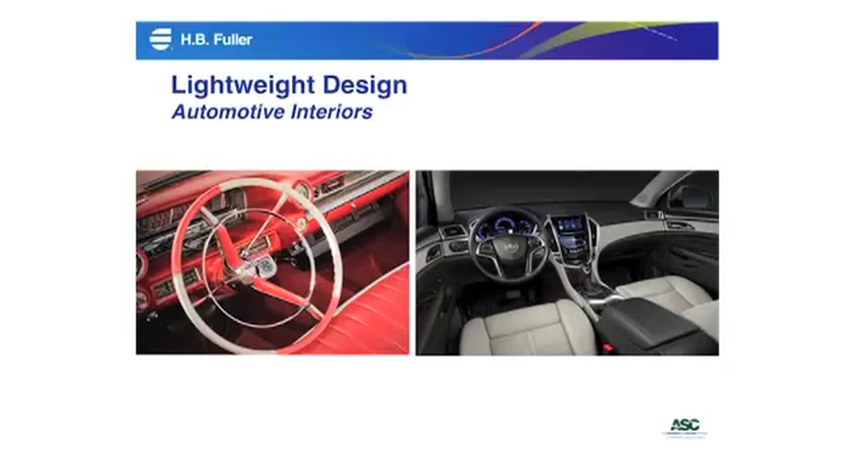 H.B. Fuller
Lightweight Design
Automotive Interiors
ASC